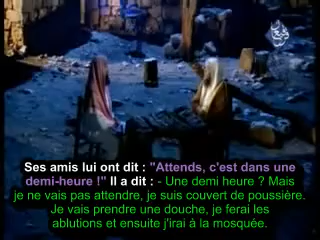 Ses amis lui ont dit : "Attends, c'est dans une
demi-heure !" Il a dit : - Une demi heure ? Mais
je ne vais pas attendre, je suis couvert de poussière.
Je vais prendre une douche, je ferai les
ablutions et ensuite j'irai à la mosquée.